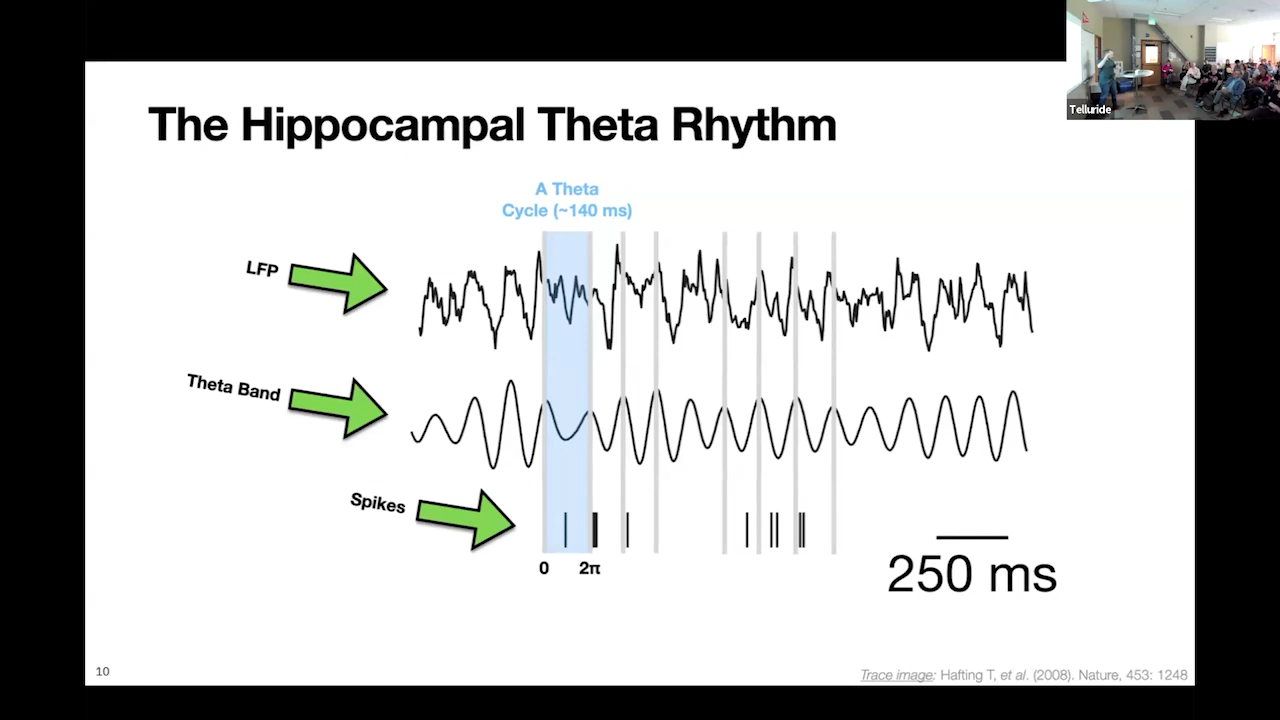 Telluride
The Hippocampal Theta Rhythm
A Theta
Cycle (~140 ms)
LFP
Theta Band
Spikes
0
2π
250 ms
10
Trace image: Hafting T, et al. (2008). Nature, 453: 1248